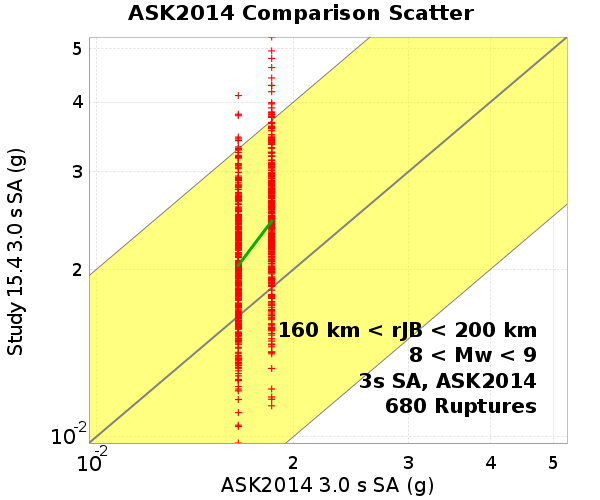 ASK2014 Comparison Scatter
Study 15.4 3.0 s SA (g)
5
4
3
2
10-2
160 km < rJB < 200 km
8 < Mw < 9
3s SA, ASK2014
680 Ruptures
10-2 2 3 4 5
ASK2014 3.0 s SA (g)